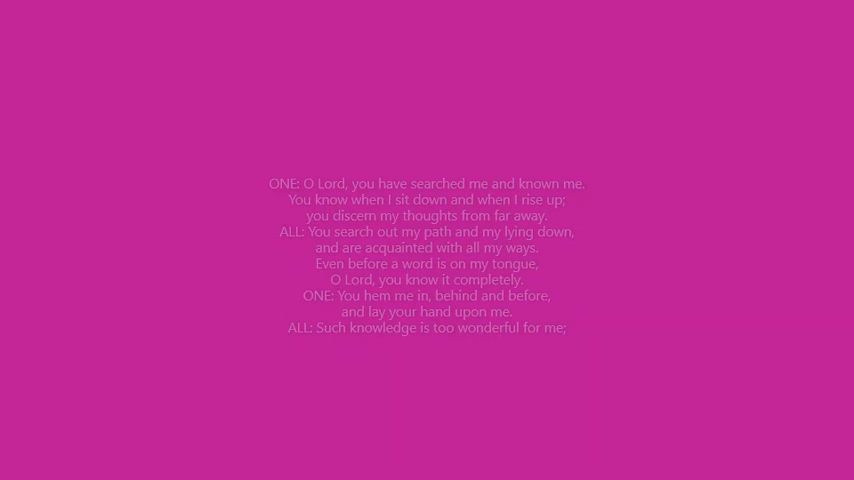 ONE: O Lord, you have searched me and known me.
You know when I sit down and when I rise up;
you discern my thoughts from far away.
ALL: You search out my path and my lying down,
and are acquainted with all my ways.
Even before a word is on my tongue,
O Lord, you know it completely.
ONE: You hem me in, behind and before,
and lay your hand upon me.
ALL: Such knowledge is too wonderful for me;